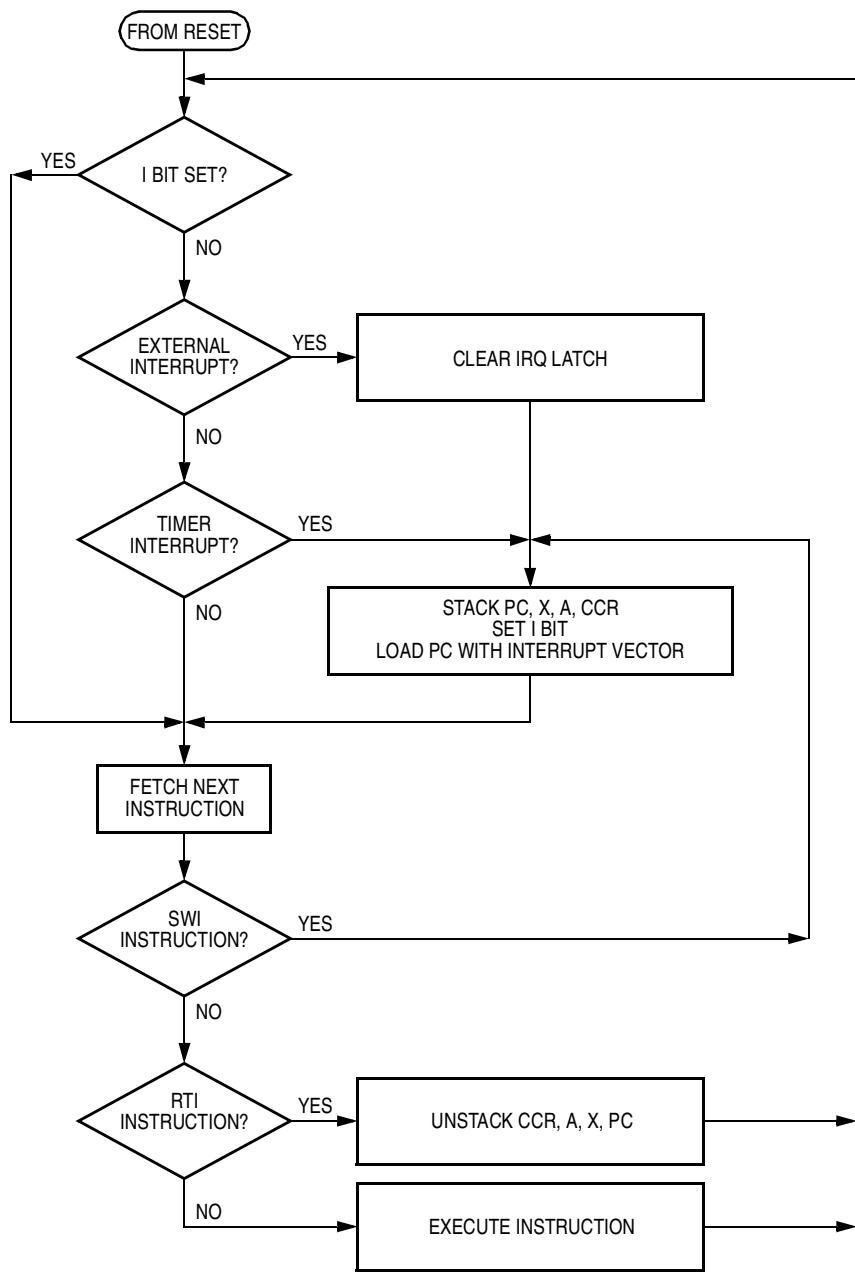 FROM RESET
YES
I BIT SET?
NO
EXTERNAL
INTERRUPT?
YES
CLEAR IRQ LATCH
NO
TIMER
INTERRUPT?
YES
NO
STACK PC, X, A, CCR
SET I BIT
LOAD PC WITH INTERRUPT VECTOR
FETCH NEXT
INSTRUCTION
SWI
INSTRUCTION?
YES
NO
RTI
INSTRUCTION?
YES
UNSTACK CCR, A, X, PC
NO
EXECUTE INSTRUCTION